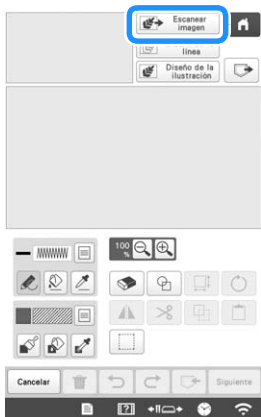 Escanear
imagen
línea
Diseño de la
ilustración
100
%
Cancelar
Siguiente